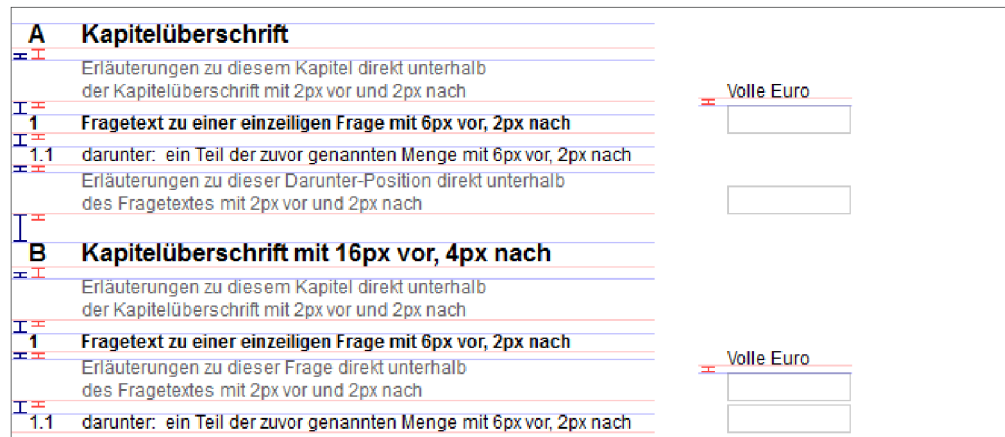 A Kapitelüberschrift
Erläuterungen zu diesem Kapitel direkt unterhalb
der Kapitelüberschrift mit 2px vor und 2px nach
Volle Euro
1 Fragetext zu einer einzeiligen Frage mit 6px vor, 2px nach
1.1 darunter: ein Teil der zuvor genannten Menge mit 6px vor, 2px nach
Erläuterungen zu dieser Darunter-Position direkt unterhalb
des Fragetextes mit 2px vor und 2px nach
B Kapitelüberschrift mit 16px vor, 4px nach
Erläuterungen zu diesem Kapitel direkt unterhalb
der Kapitelüberschrift mit 2px vor und 2px nach
1 Fragetext zu einer einzeiligen Frage mit 6px vor, 2px nach
Volle Euro
Erläuterungen zu dieser Frage direkt unterhalb
des Fragetextes mit 2px vor und 2px nach
1.1 darunter: ein Teil der zuvor genannten Menge mit 6px vor, 2px nach